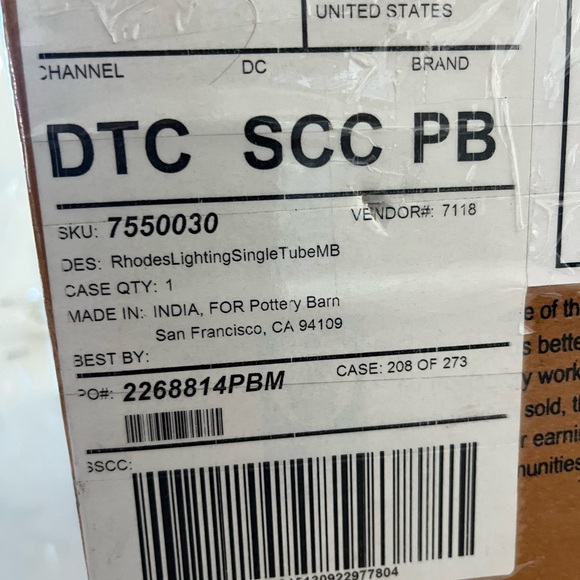 UNITED STATES
CHANNEL DC BRAND
DTC SCC PB
SKU: 7550030 VENDOR#: 7118
DES: RhodesLightingSingleTubeMB
CASE QTY: 1
MADE IN: INDIA, FOR Pottery Barn
San Francisco, CA 94109
BEST BY:
PO#: 2268814PBM CASE: 208 OF 273
SSCC:
5130922977804
e of th
s bette
y work
sold, t
r earni
nunities